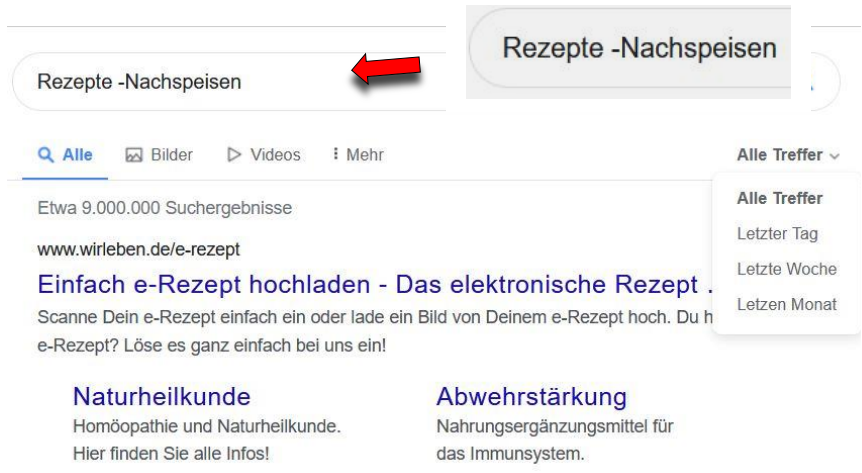 Rezepte -Nachspeisen
Rezepte -Nachspeisen
Alle Bilder Videos Mehr Alle Treffer
Alle Treffer
Letzter Tag
Letzte Woche
Letzen Monat
Etwa 9.000.000 Suchergebnisse
www.wirleben.de/e-rezept
Einfach e-Rezept hochladen - Das elektronische Rezept .
Scanne Dein e-Rezept einfach ein oder lade ein Bild von Deinem e-Rezept hoch. Du h
e-Rezept? Löse es ganz einfach bei uns ein!
Naturheilkunde
Homöopathie und Naturheilkunde.
Hier finden Sie alle Infos!
Abwehrstärkung
Nahrungsergänzungsmittel für
das Immunsystem.